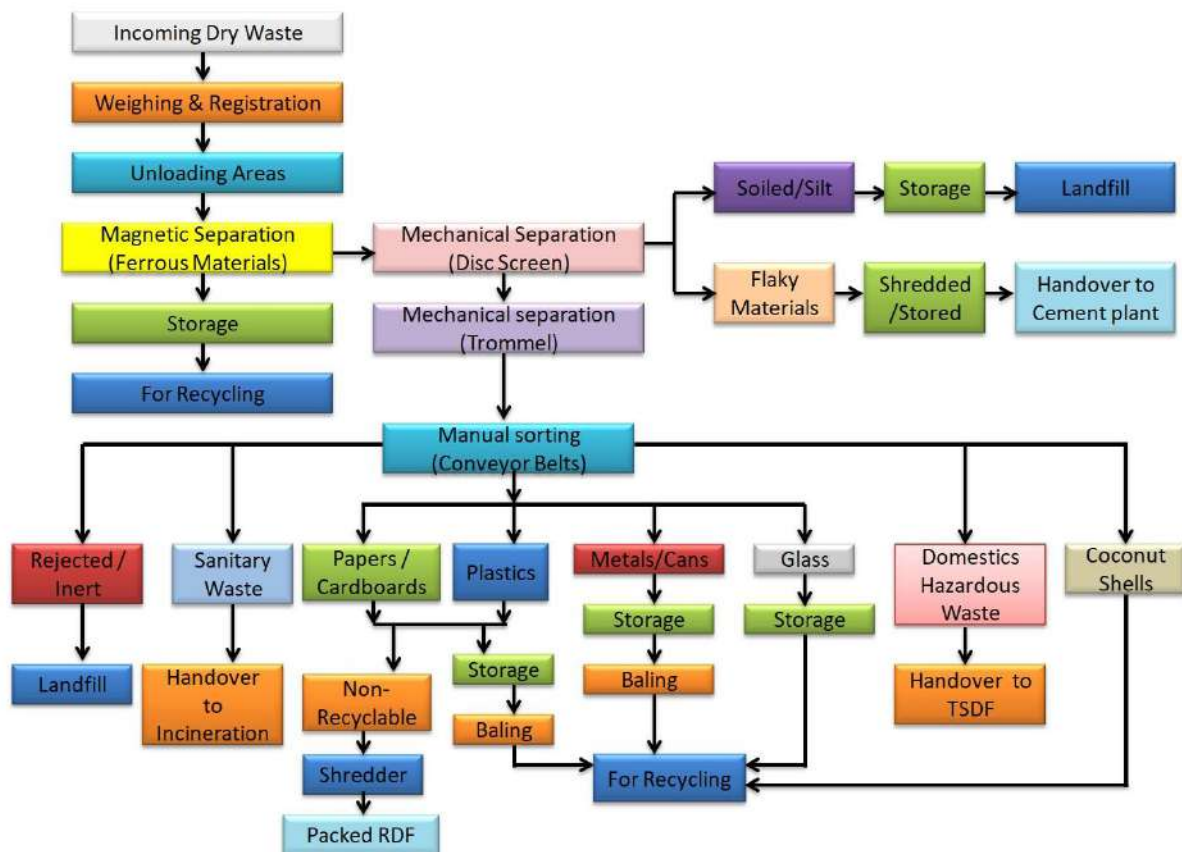 Incoming Dry Waste
Weighing & Registration
Unloading Areas
Soiled/Silt
Storage
Landfill
Magnetic Separation
(Ferrous Materials)
Mechanical Separation
(Disc Screen)
Flaky
Materials
Shredded
/Stored
Handover to
Cement plant
Storage
Mechanical separation
(Trommel)
For Recycling
Manual sorting
(Conveyor Belts)
Rejected /
Inert
Sanitary
Waste
Papers /
Cardboards
Plastics
Metals/Cans
Glass
Domestics
Hazardous
Waste
Coconut
Shells
Storage
Storage
Landfill
Handover
to
Incineration
Non-
Recyclable
Storage
Baling
Baling
Handover to
TSDF
Shredder
For Recycling
Packed RDF